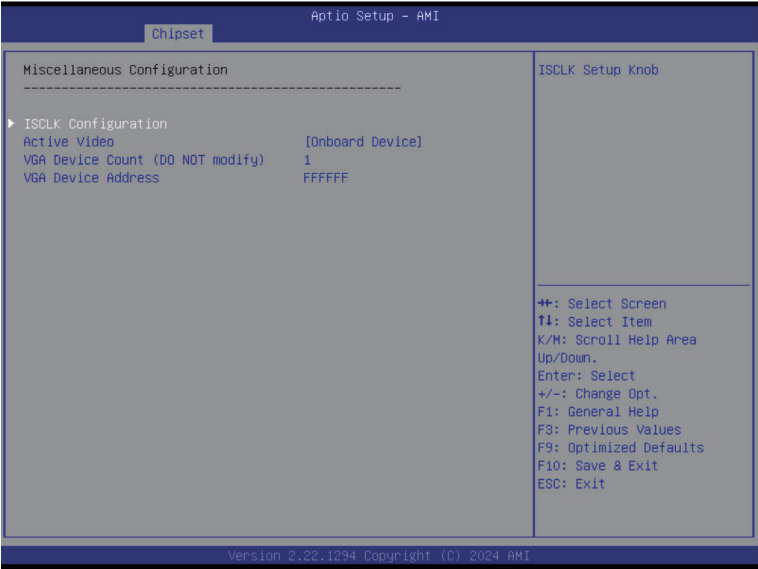 Aptio Setup – AMI
Chipset
Miscellaneous Configuration
--------------------------------------------------
ISCLK Configuration
Active Video [Onboard Device]
VGA Device Count (DO NOT modify) 1
VGA Device Address FFFFFF
ISCLK Setup Knob
→←: Select Screen
↑↓: Select Item
K/M: Scroll Help Area
Up/Down.
Enter: Select
+/-: Change Opt.
F1: General Help
F3: Previous Values
F9: Optimized Defaults
F10: Save & Exit
ESC: Exit
Version 2.22.1294 Copyright (C) 2024 AMI